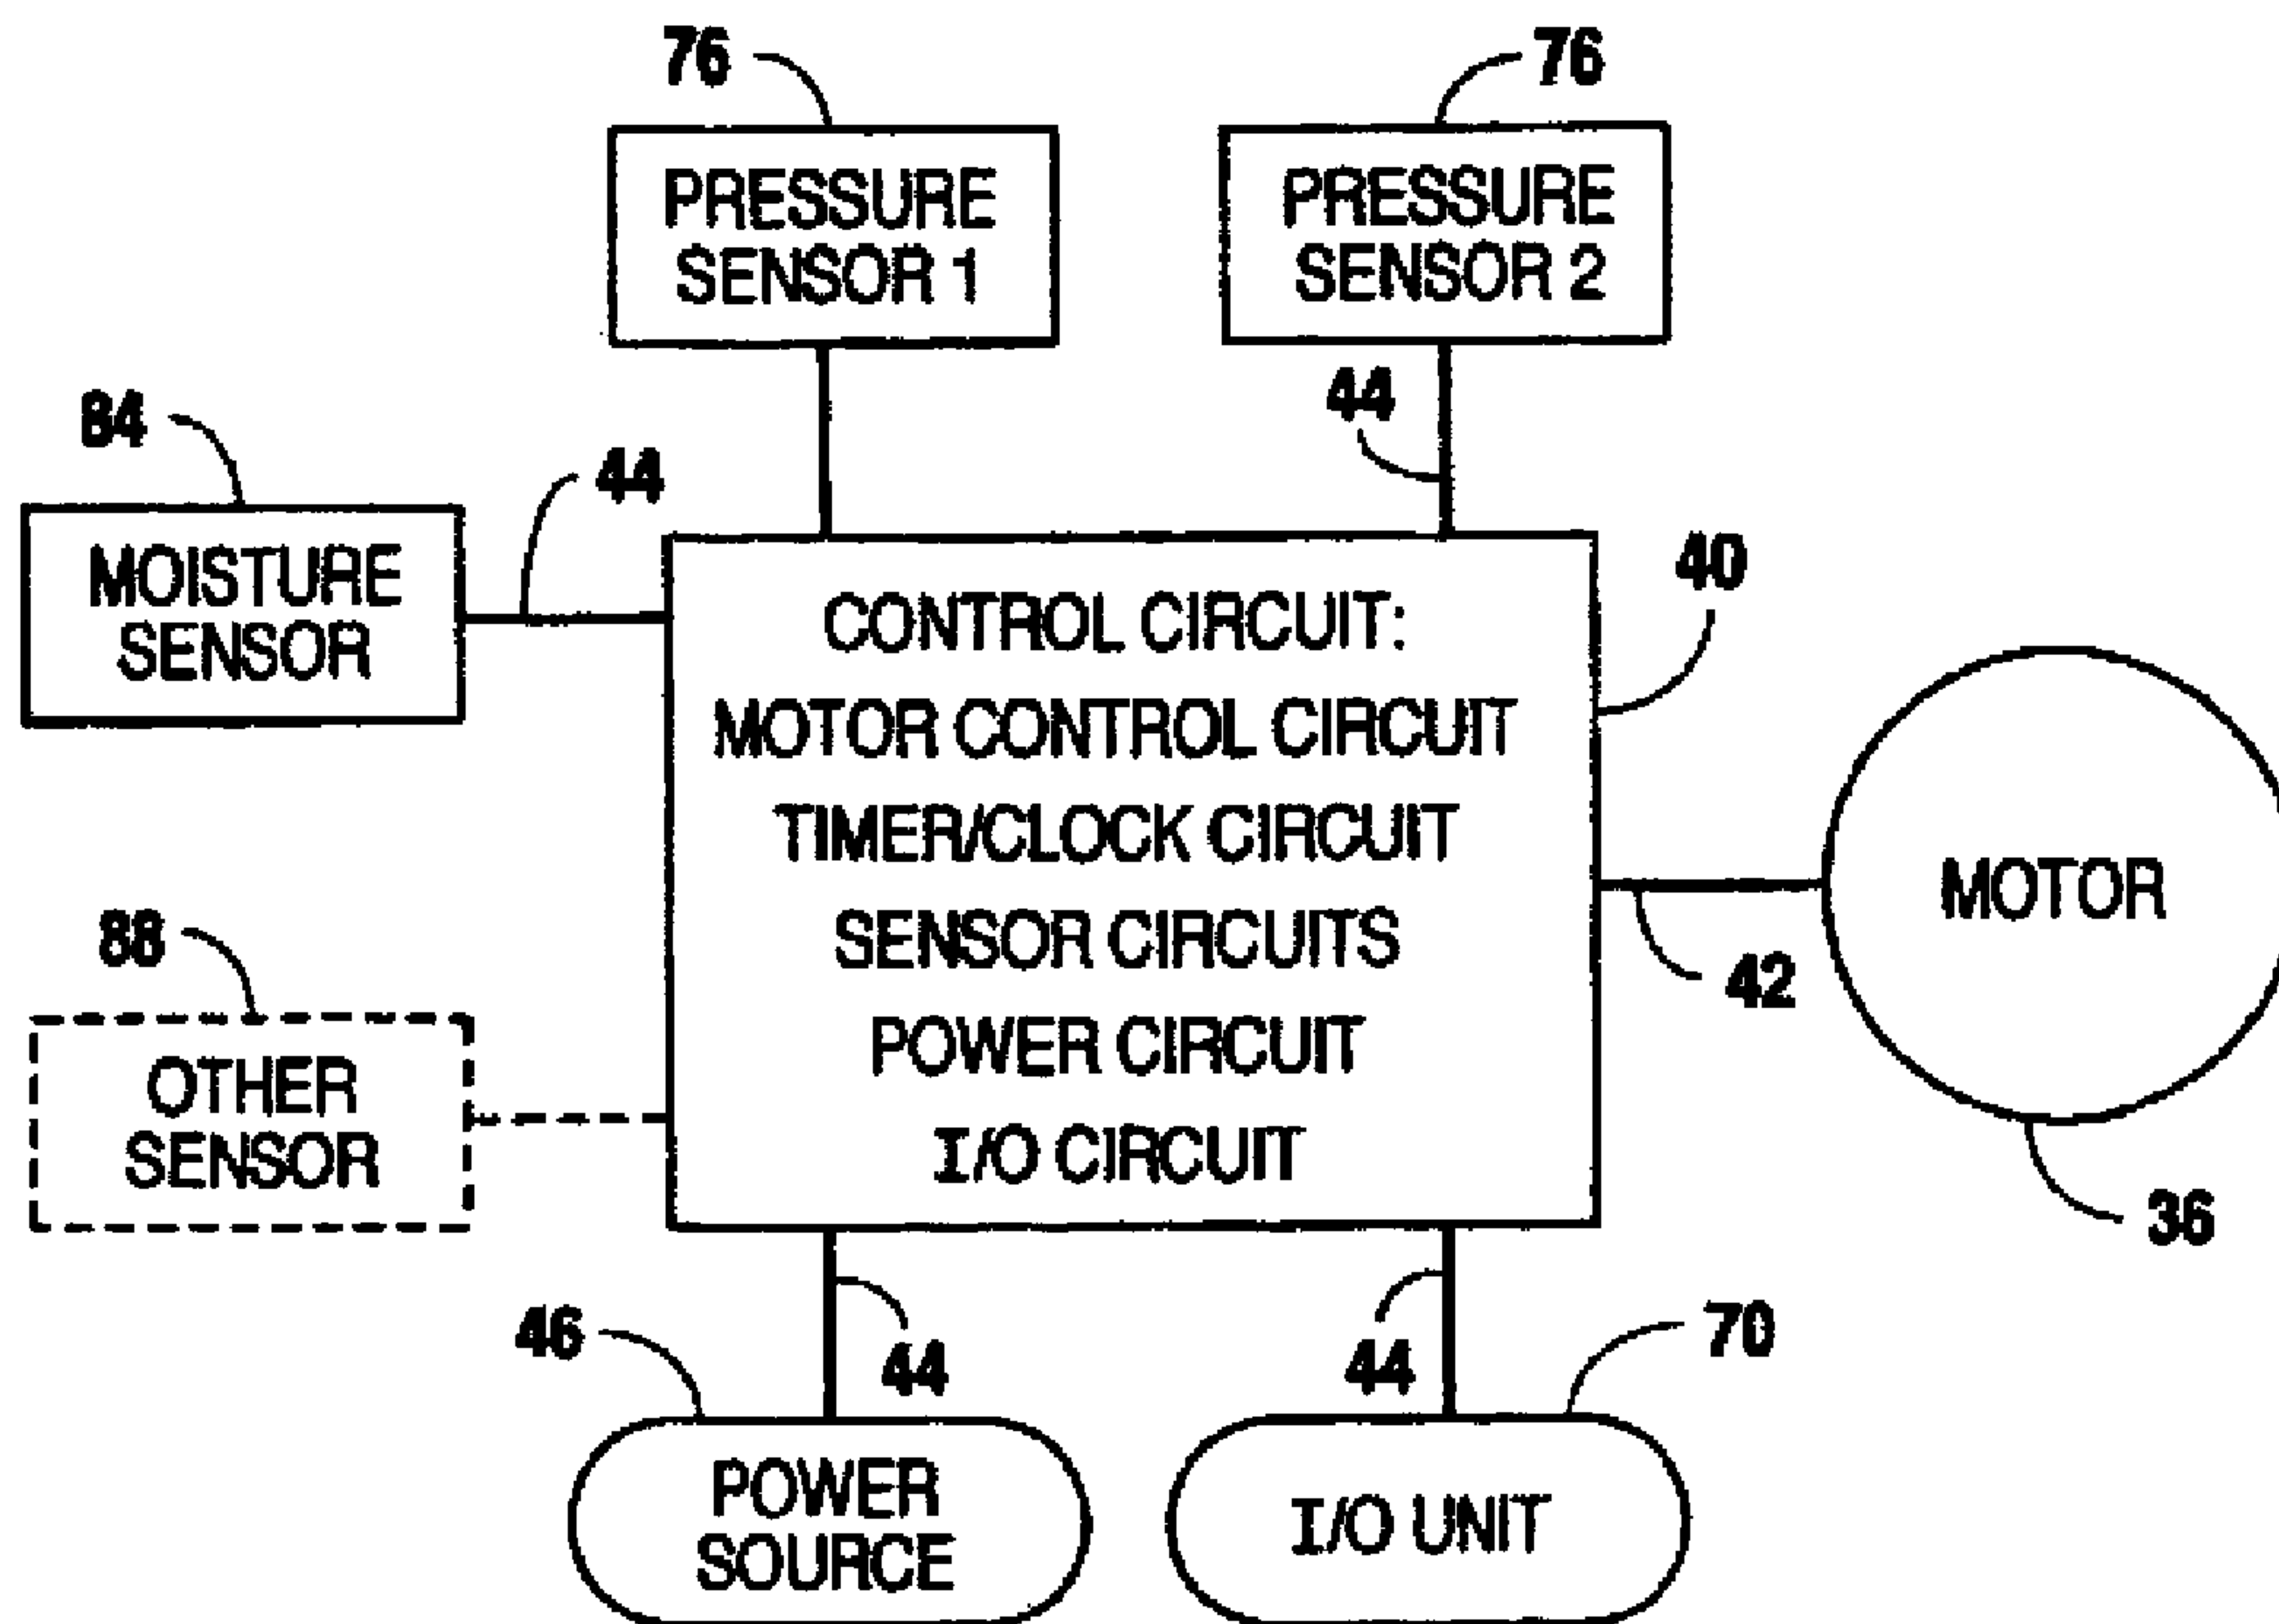 76
76
PRESSURE
SENSOR 1
PRESSURE
SENSOR 2
84
44
44
MOISTURE
SENSOR
40
CONTROL CIRCUIT:
MOTOR CONTROL CIRCUIT
TIMER/CLOCK CIRCUIT
SENSOR CIRCUITS
POWER CIRCUIT
I/O CIRCUIT
MOTOR
42
36
88
OTHER
SENSOR
46
44
44
70
POWER
SOURCE
I/O UNIT